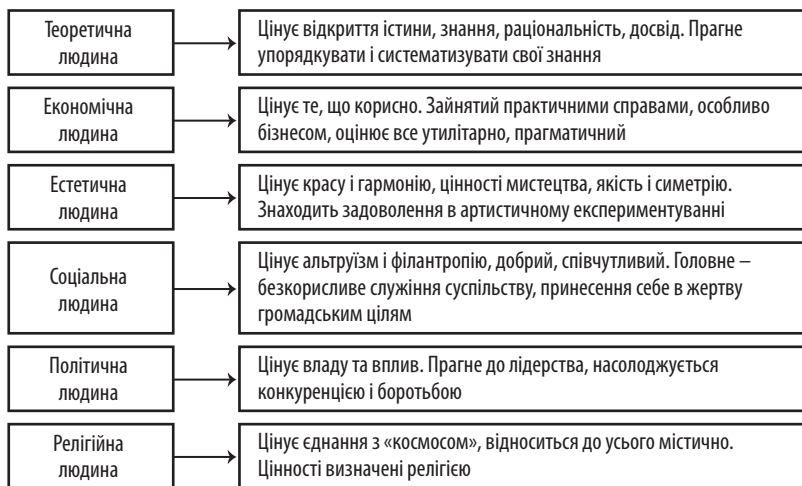 Теоретична
людина
Цінує відкриття істини, знання, раціональність, досвід. Прагне
упорядкувати і систематизувати свої знання
Економічна
людина
Цінує те, що корисно. Зайнятий практичними справами, особливо
бізнесом, оцінює все утилітарно, прагматичний
Естетична
людина
Цінує красу і гармонію, цінності мистецтва, якість і симетрію.
Знаходить задоволення в артистичному експериментуванні
Соціальна
людина
Цінує альтруїзм і філантропію, добрий, співчутливий. Головне –
безкорисливе служіння суспільству, принесення себе в жертву
громадським цілям
Політична
людина
Цінує владу та вплив. Прагне до лідерства, насолоджується
конкуренцією і боротьбою
Релігійна
людина
Цінує єднання з «космосом», відноситься до усього містично.
Цінності визначені релігією